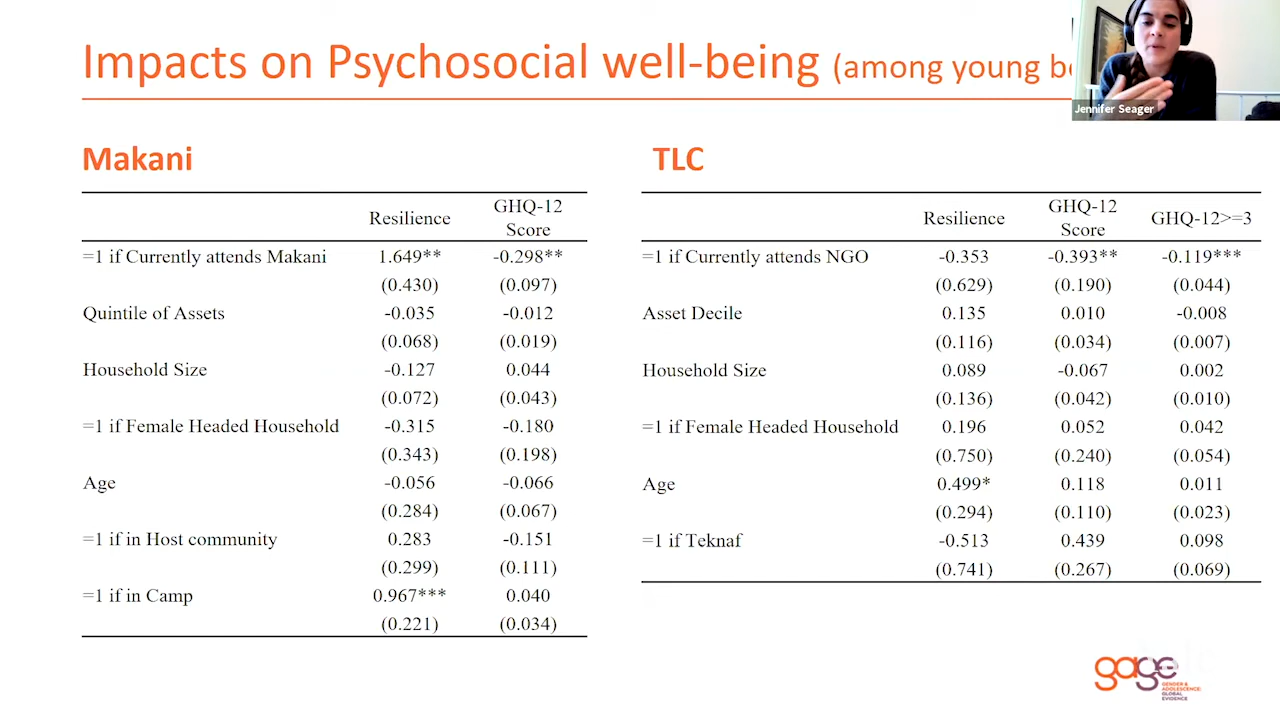 Impacts on Psychosocial well-being (among young
Jennifer Seager
Makani
Resilience GHQ-12 Score
=1 if Currently attends Makani 1.649** -0.298**
(0.430) (0.097)
Quintile of Assets -0.035 -0.012
(0.068) (0.019)
Household Size -0.127 0.044
(0.072) (0.043)
=1 if Female Headed Household -0.315 -0.180
(0.343) (0.198)
Age -0.056 -0.066
(0.284) (0.067)
=1 if in Host community 0.283 -0.151
(0.299) (0.111)
=1 if in Camp 0.967*** 0.040
(0.221) (0.034)
TLC
Resilience GHQ-12 Score GHQ-12>=3
=1 if Currently attends NGO -0.353 -0.393** -0.119***
(0.629) (0.190) (0.044)
Asset Decile 0.135 0.010 -0.008
(0.116) (0.034) (0.007)
Household Size 0.089 -0.067 0.002
(0.136) (0.042) (0.010)
=1 if Female Headed Household 0.196 0.052 0.042
(0.750) (0.240) (0.054)
Age 0.499* 0.118 0.011
(0.294) (0.110) (0.023)
=1 if Teknaf -0.513 0.439 0.098
(0.741) (0.267) (0.069)
gage
GENDER &
ADOLESCENCE:
GLOBAL
EVIDENCE